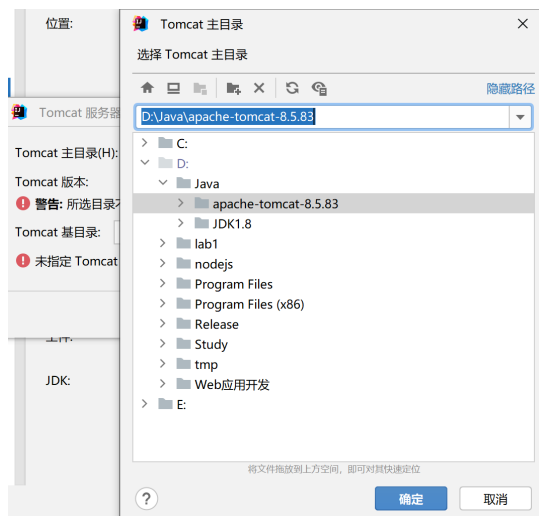 位置:
Tomcat 主目录
选择 Tomcat 主目录
隐藏路径
D:\Java\apache-tomcat-8.5.83
Tomcat 服务器
Tomcat 主目录(H):
Tomcat 版本:
警告: 所选目录不
Tomcat 基目录:
未指定 Tomcat
JDK:
C:
D:
Java
apache-tomcat-8.5.83
JDK1.8
lab1
nodejs
Program Files
Program Files (x86)
Release
Study
tmp
Web应用开发
E:
将文件拖放到上方空间，即可对其快速定位
?
确定
取消